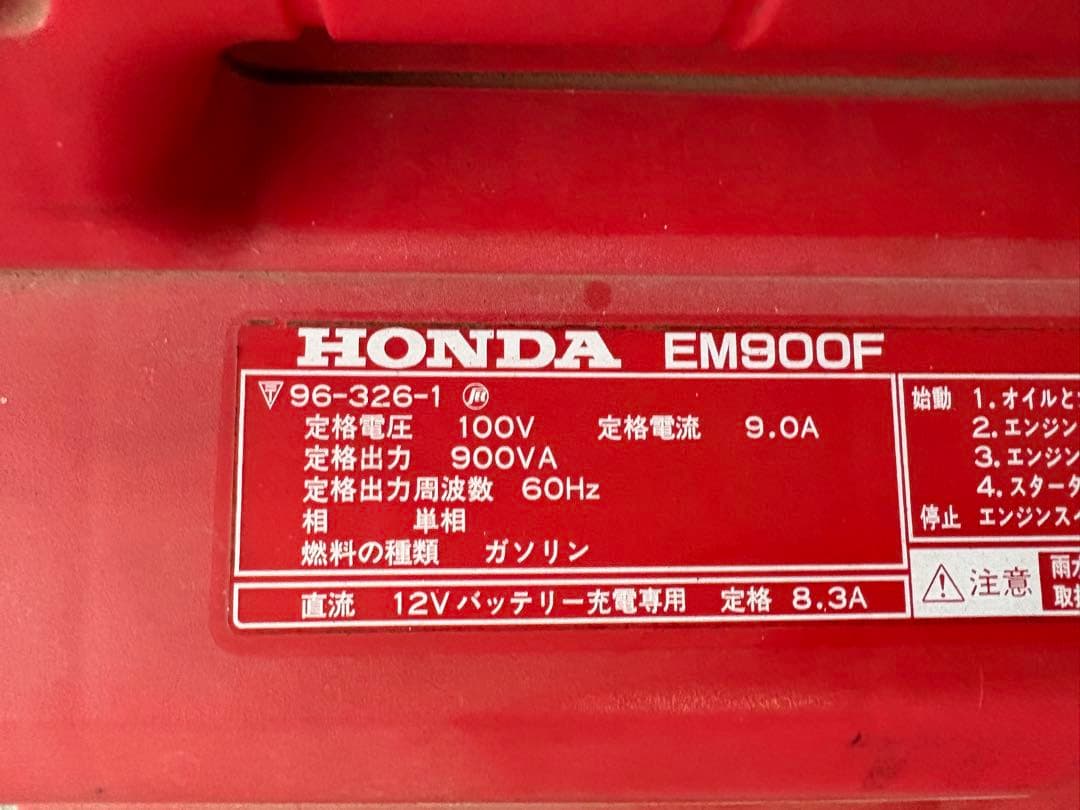 HONDA EM900F
96-326-1
定格電圧 100V 定格電流 9.0A
定格出力 900VA
定格出力周波数 60Hz
相 単相
燃料の種類 ガソリン
直流 12Vバッテリー充電専用 定格 8.3A
始動 1.オイルと
2.エンジン
3.エンジン
4.スタータ
停止 エンジンスイ
注意
取扱